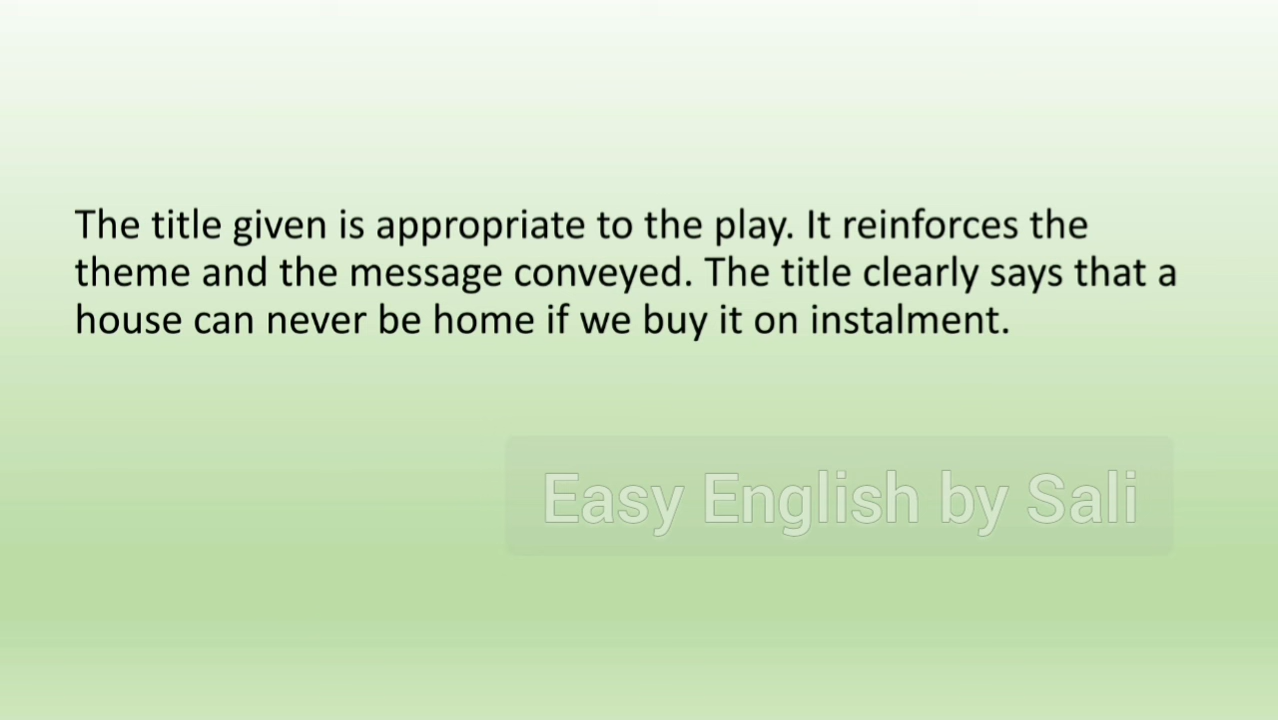 The title given is appropriate to the play. It reinforces the
theme and the message conveyed. The title clearly says that a
house can never be home if we buy it on instalment.
Easy English by Sali